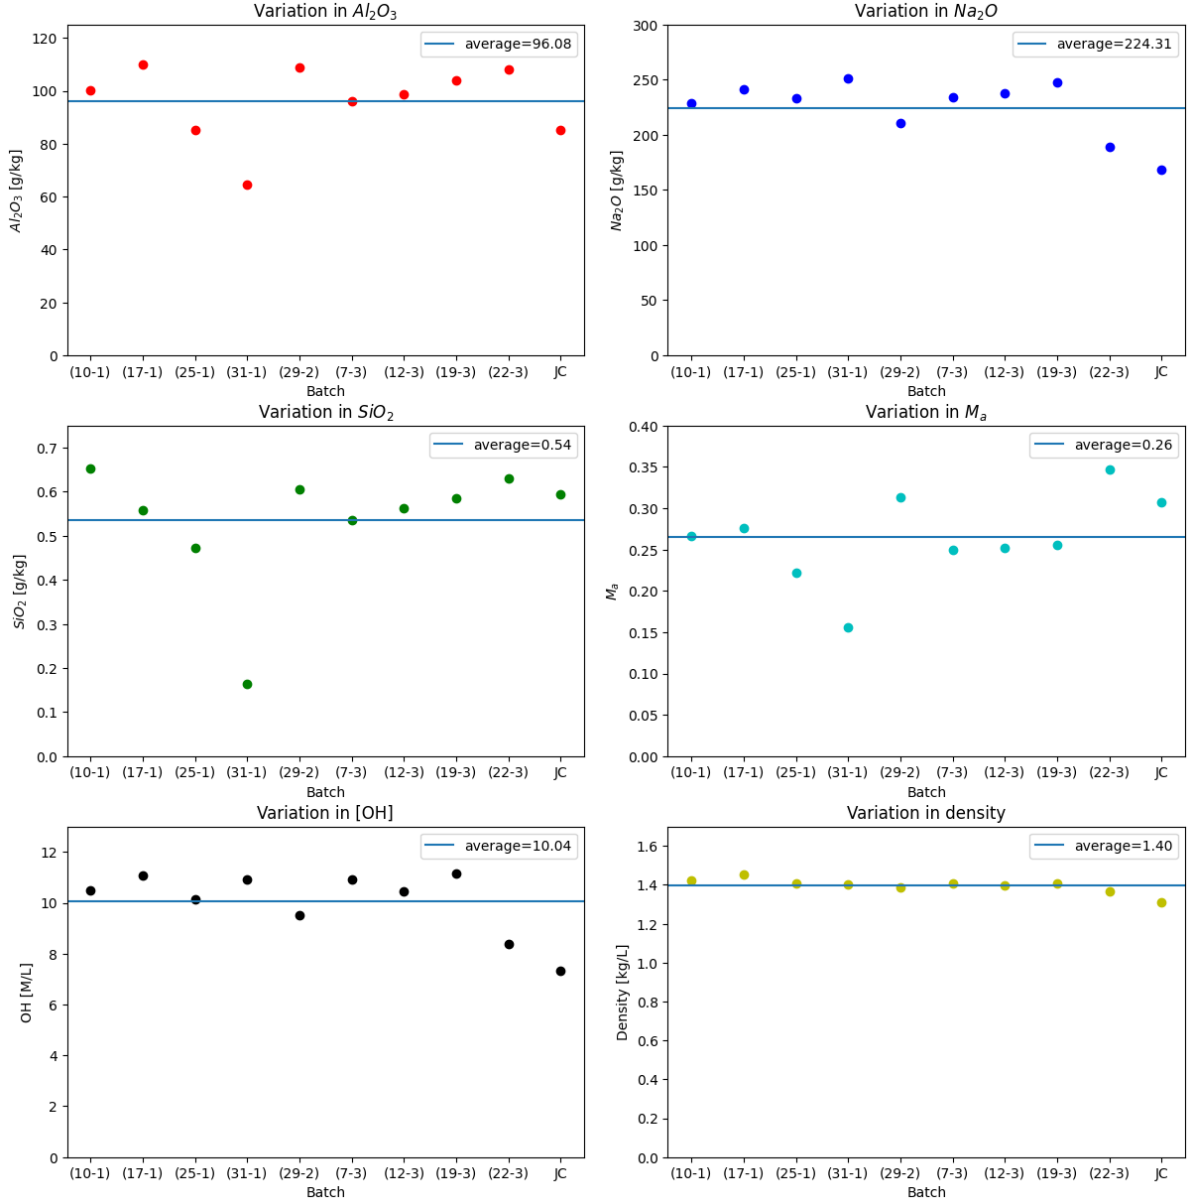 Variation in Al₂O₃
120
100
80
60
40
20
0
Al₂O₃ [g/kg]
average=96.08
(10-1) (17-1) (25-1) (31-1) (29-2) (7-3) (12-3) (19-3) (22-3) JC
Batch
Variation in Na₂O
300
250
200
150
100
50
0
Na₂O [g/kg]
average=224.31
(10-1) (17-1) (25-1) (31-1) (29-2) (7-3) (12-3) (19-3) (22-3) JC
Batch
Variation in SiO₂
0.7
0.6
0.5
0.4
0.3
0.2
0.1
0.0
SiO₂ [g/kg]
average=0.54
(10-1) (17-1) (25-1) (31-1) (29-2) (7-3) (12-3) (19-3) (22-3) JC
Batch
Variation in Mₐ
0.40
0.35
0.30
0.25
0.20
0.15
0.10
0.05
0.00
Mₐ
average=0.26
(10-1) (17-1) (25-1) (31-1) (29-2) (7-3) (12-3) (19-3) (22-3) JC
Batch
Variation in [OH]
12
10
8
6
4
2
0
OH [M/L]
average=10.04
(10-1) (17-1) (25-1) (31-1) (29-2) (7-3) (12-3) (19-3) (22-3) JC
Batch
Variation in density
1.6
1.4
1.2
1.0
0.8
0.6
0.4
0.2
0.0
Density [kg/L]
average=1.40
(10-1) (17-1) (25-1) (31-1) (29-2) (7-3) (12-3) (19-3) (22-3) JC
Batch